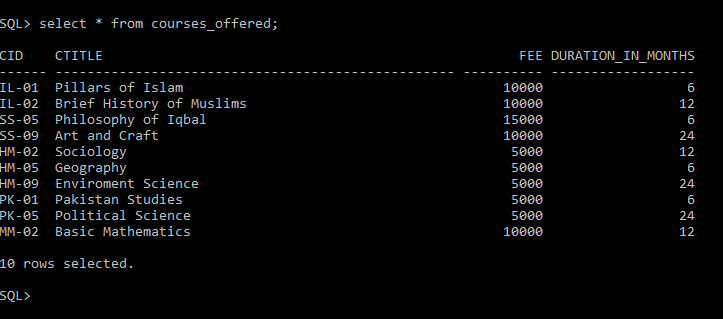 SQL> select * from courses_offered;
CID    CTITLE                                                    FEE DURATION_IN_MONTHS
------ -------------------------------------------------- ---------- ------------------
IL-01  Pillars of Islam                                        10000                  6
IL-02  Brief History of Muslims                                10000                 12
SS-05  Philosophy of Iqbal                                     15000                  6
SS-09  Art and Craft                                           10000                 24
HM-02  Sociology                                                5000                 12
HM-05  Geography                                                5000                  6
HM-09  Enviroment Science                                       5000                 24
PK-01  Pakistan Studies                                         5000                  6
PK-05  Political Science                                        5000                 24
MM-02  Basic Mathematics                                       10000                 12
10 rows selected.
SQL>